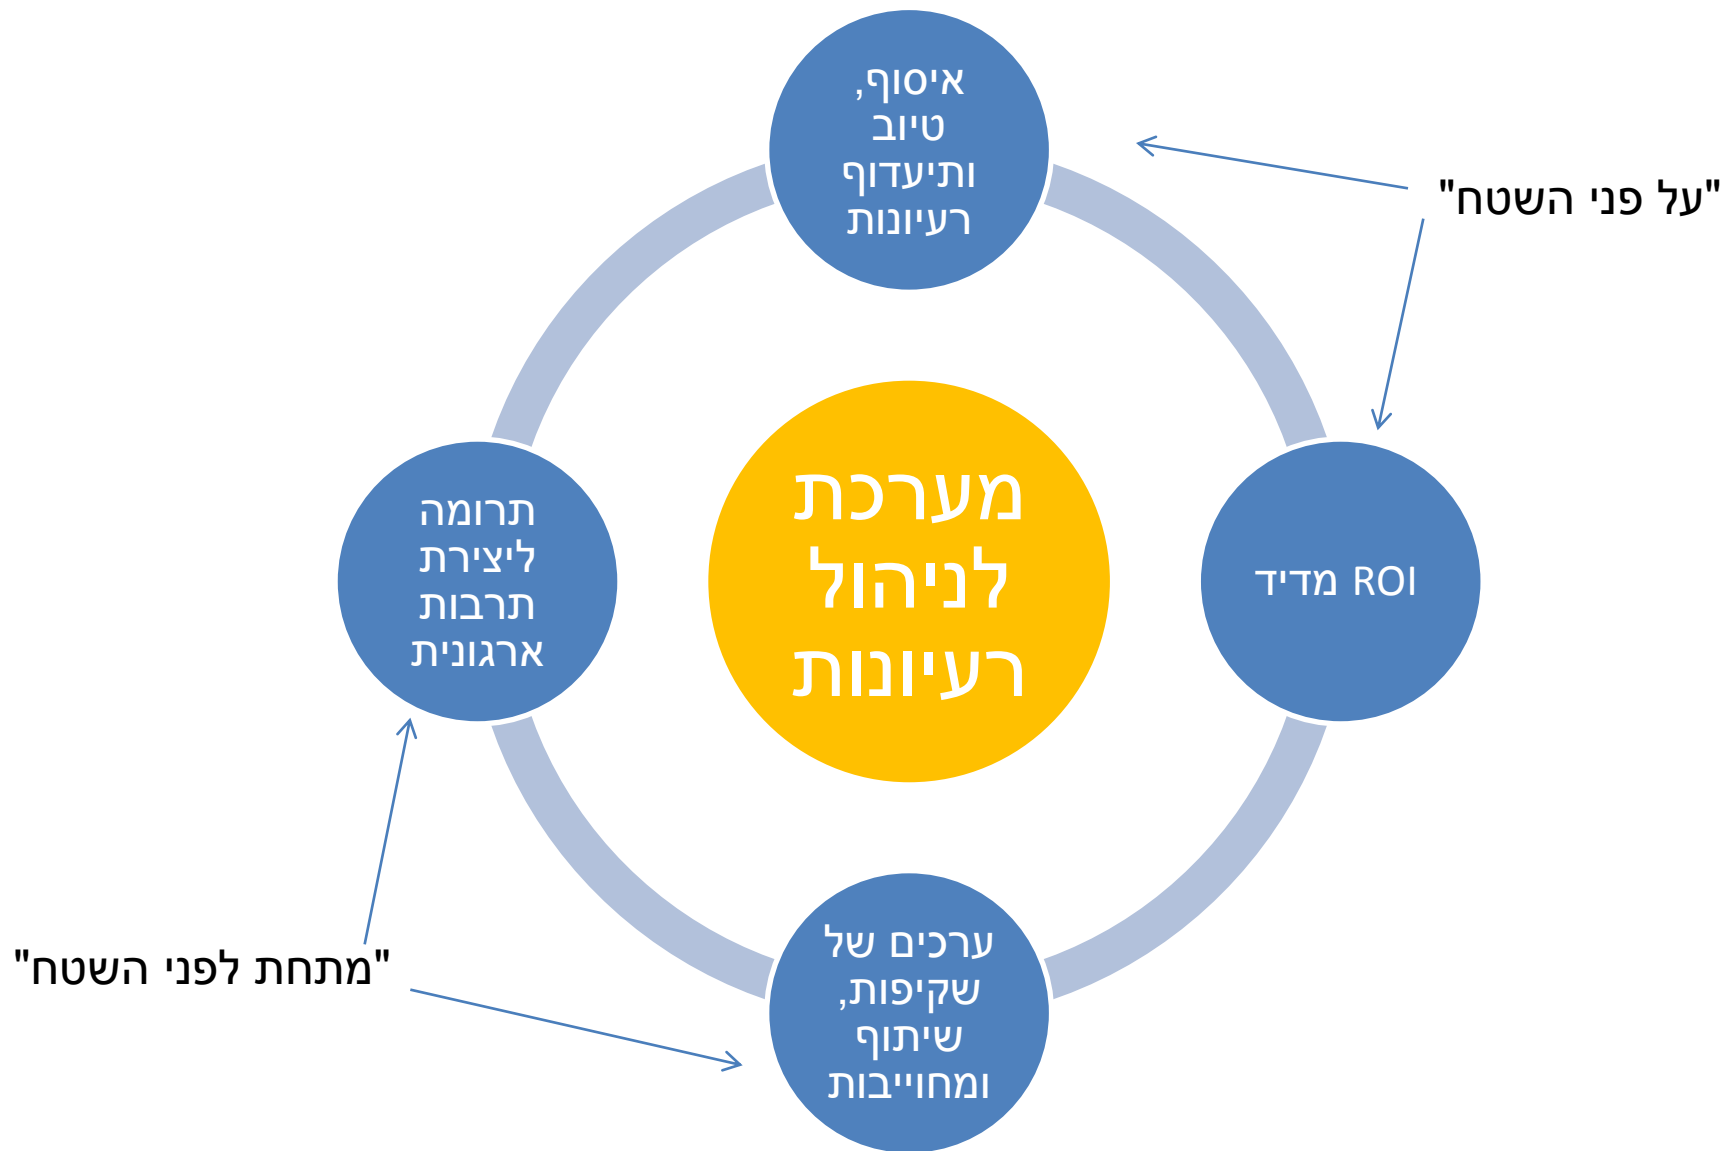 איסוף,
טיוב
ותיעדוף
רעיונות
"על פני השטח"
ROI מדיד
מערכת
לניהול
רעיונות
תרומה
ליצירת
תרבות
ארגונית
ערכים של
שקיפות,
שיתוף
ומחוייבות
"מתחת לפני השטח"